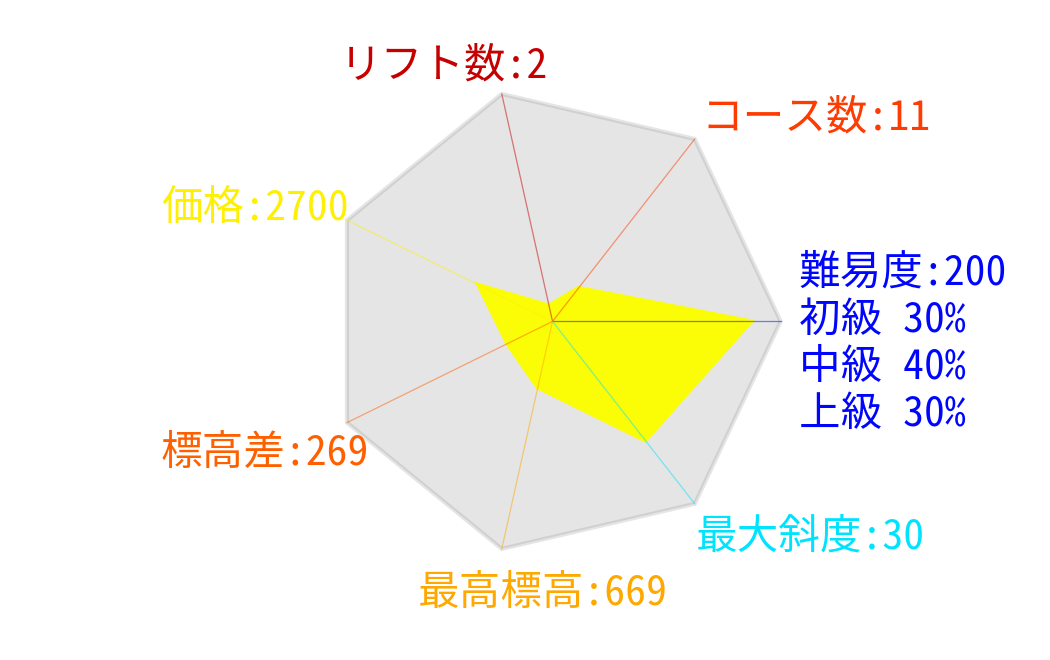 リフト数:2
コース数:11
価格:2700
難易度:200
初級 30%
中級 40%
上級 30%
標高差:269
最大斜度:30
最高標高:669